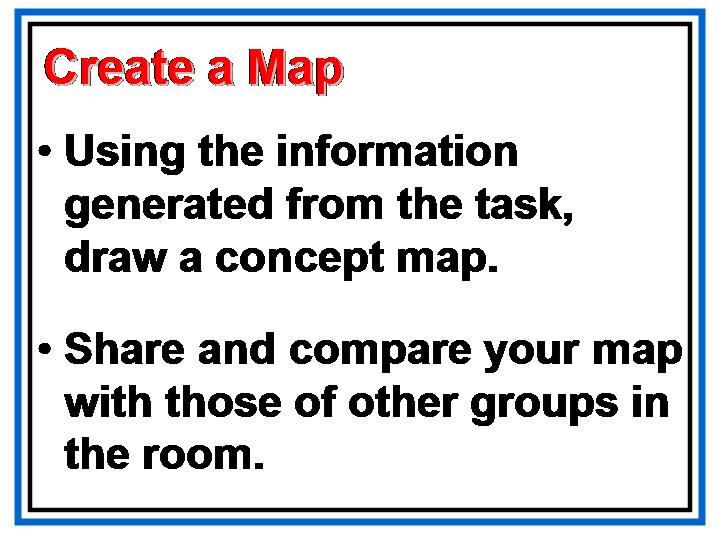 Create a Map
• Using the information
generated from the task,
draw a concept map.
• Share and compare your map
with those of other groups in
the room.